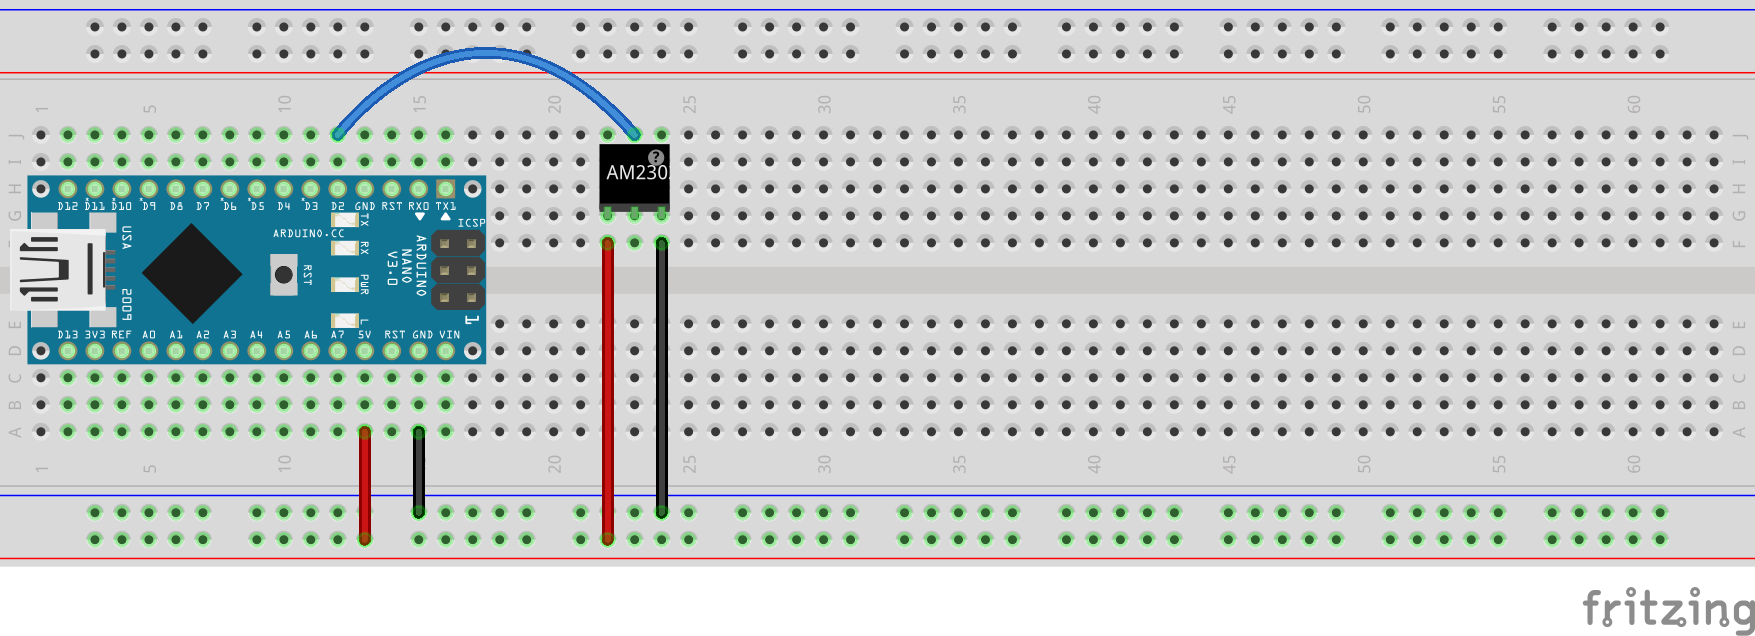 1 5 10 15 20 25 30 35 40 45 50 55 60
J J
I I
H H
G G
F
E
D D
C C
B B
A A
D12 D11 D10 D9 D8 D7 D6 D5 D4 D3 D2 GND RST RX0 TX1
ICSP
TX
RX
PWR
L
1
USA
2009
ARDUINO.CC
RST
ARDUINO
NANO
V3.0
D13 3V3 REF A0 A1 A2 A3 A4 A5 A6 A7 5V RST GND VIN
?
AM230
1 5 10 20 25 30 35 40 45 50 55 60
fritzing